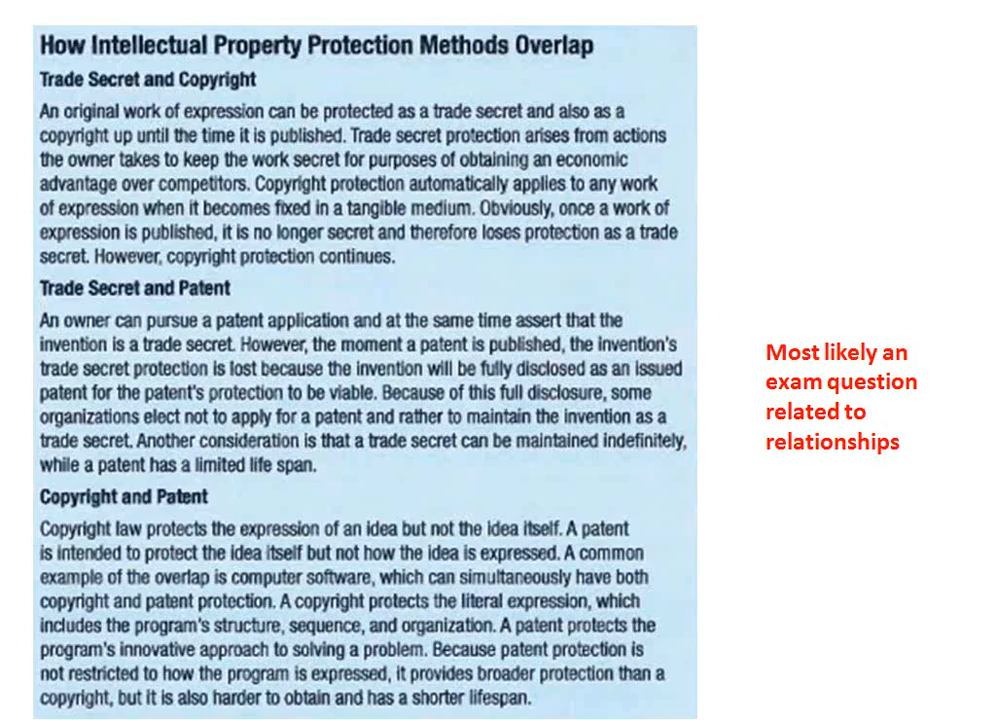 How Intellectual Property Protection Methods Overlap
Trade Secret and Copyright
An original work of expression can be protected as a trade secret and also as a
copyright up until the time it is published. Trade secret protection arises from actions
the owner takes to keep the work secret for purposes of obtaining an economic
advantage over competitors. Copyright protection automatically applies to any work
of expression when it becomes fixed in a tangible medium. Obviously, once a work of
expression is published, it is no longer secret and therefore loses protection as a trade
secret. However, copyright protection continues.
Trade Secret and Patent
An owner can pursue a patent application and at the same time assert that the
invention is a trade secret. However, the moment a patent is published, the invention's
trade secret protection is lost because the invention will be fully disclosed as an issued
patent for the patent's protection to be viable. Because of this full disclosure, some
organizations elect not to apply for a patent and rather to maintain the invention as a
trade secret. Another consideration is that a trade secret can be maintained indefinitely,
while a patent has a limited life span.
Copyright and Patent
Copyright law protects the expression of an idea but not the idea itself. A patent
is intended to protect the idea itself but not how the idea is expressed. A common
example of the overlap is computer software, which can simultaneously have both
copyright and patent protection. A copyright protects the literal expression, which
includes the program's structure, sequence, and organization. A patent protects the
program's innovative approach to solving a problem. Because patent protection is
not restricted to how the program is expressed, it provides broader protection than a
copyright, but it is also harder to obtain and has a shorter lifespan.
Most likely an
exam question
related to
relationships